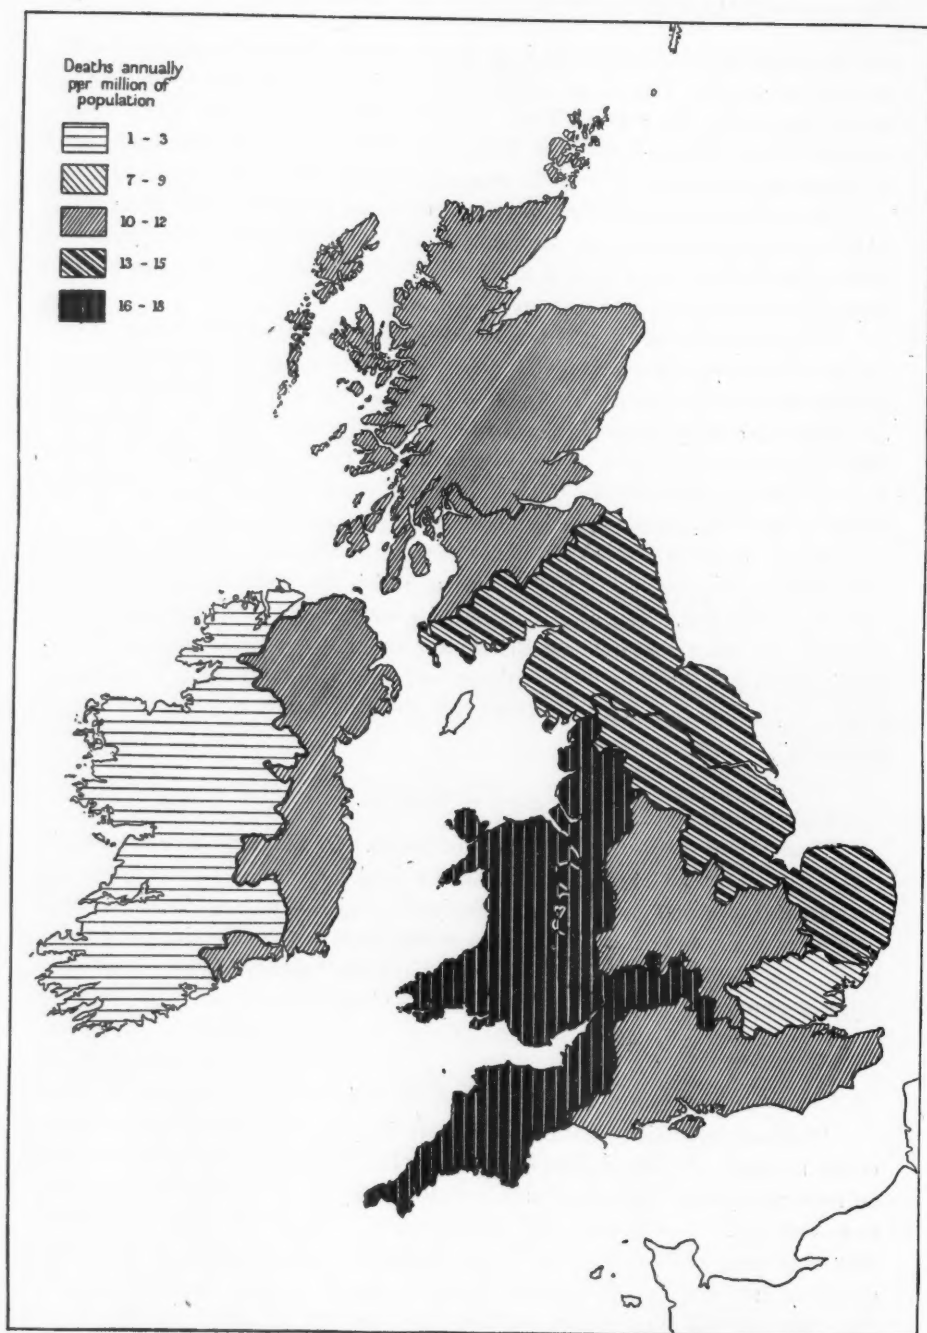 Deaths annually
per million of
population
1 - 3
7 - 9
10 - 12
13 - 15
16 - 18